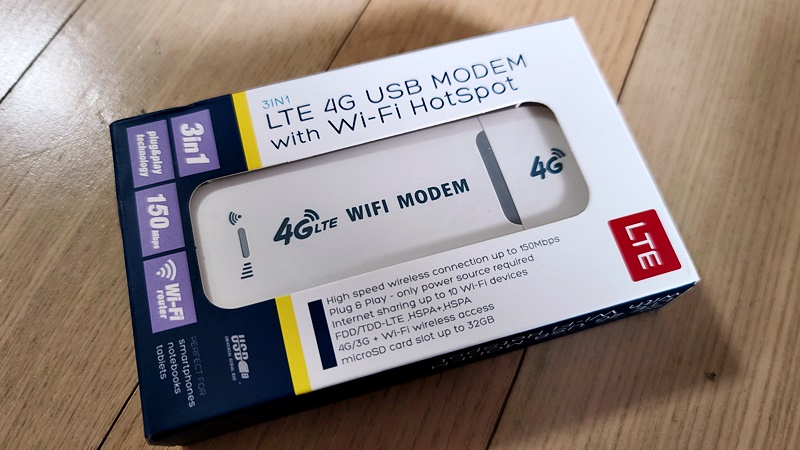 3IN1
LTE 4G USB MODEM
with Wi-Fi HotSpot
3in1
plug&play
technology
150 Mbps
Wi-Fi
router
4G LTE WIFI MODEM
4G
LTE
High speed wireless connection up to 150Mbps
Plug & Play - only power source required
Internet sharing up to 10 Wi-Fi devices
FDD/TDD-LTE ,HSPA+,HSPA
4G/3G + Wi-Fi wireless access
microSD card slot up to 32GB
USB
PERFECT FOR
smartphones
notebooks
tablets